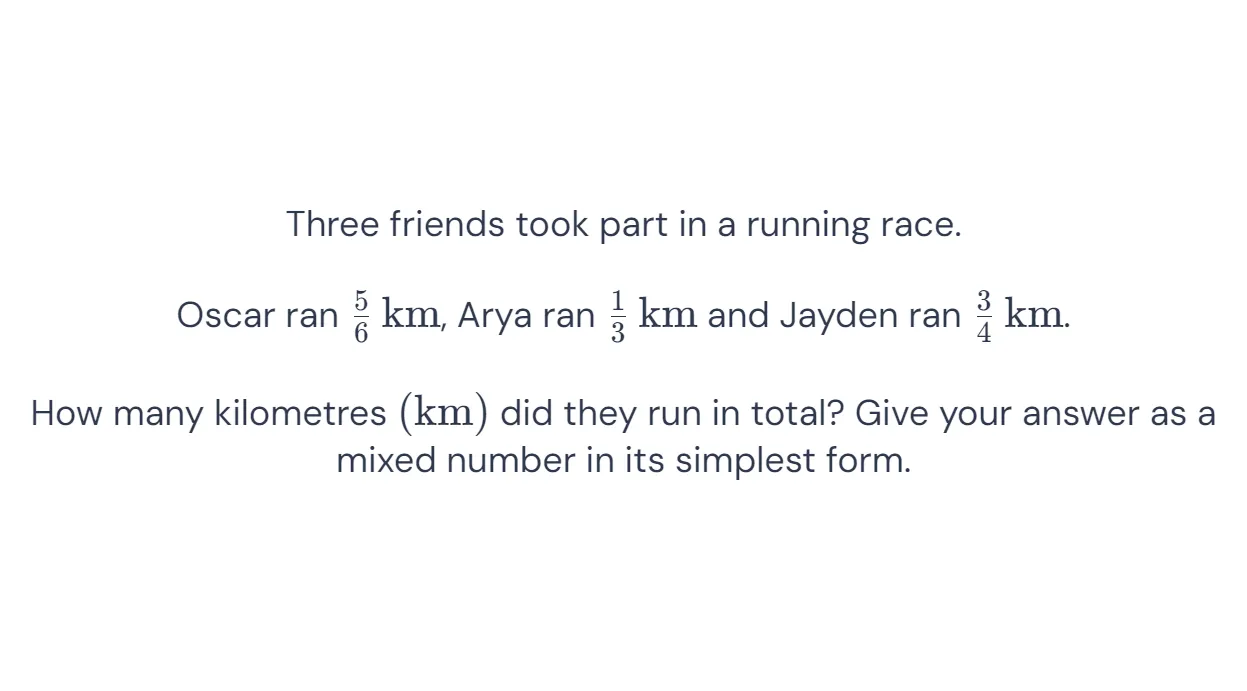 Three friends took part in a running race.
Oscar ran $\frac{5}{6}$ km, Arya ran $\frac{1}{3}$ km and Jayden ran $\frac{3}{4}$ km.
How many kilometres (km) did they run in total? Give your answer as a
mixed number in its simplest form.